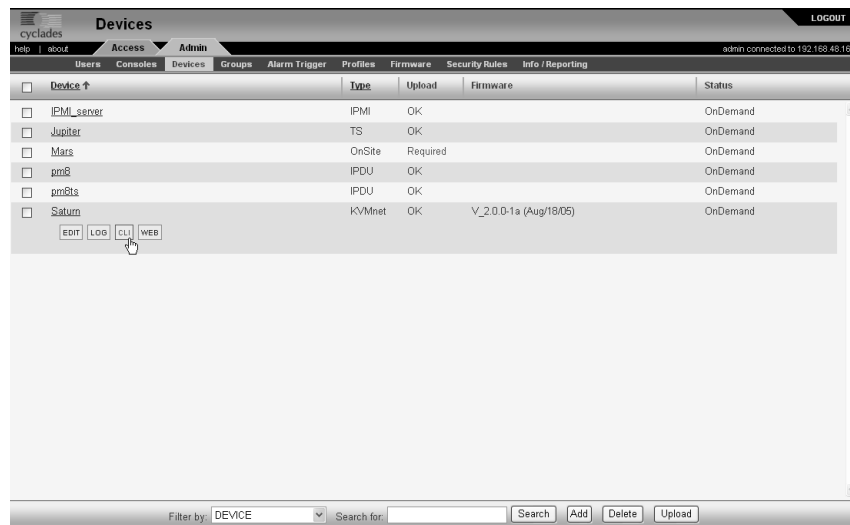 cyclades
Devices
LOGOUT
help | about
Access
Admin
admin connected to 192.168.48.16
Users Consoles Devices Groups Alarm Trigger Profiles Firmware Security Rules Info / Reporting
Device ↑ Type Upload Firmware Status
IPMI_server IPMI OK OnDemand
Jupiter TS OK OnDemand
Mars OnSite Required OnDemand
pm8 IPDU OK OnDemand
pm8ts IPDU OK OnDemand
Saturn KVMnet OK V_2.0.0-1a (Aug/18/05) OnDemand
EDIT LOG CLI WEB
Filter by: DEVICE Search for: Search Add Delete Upload